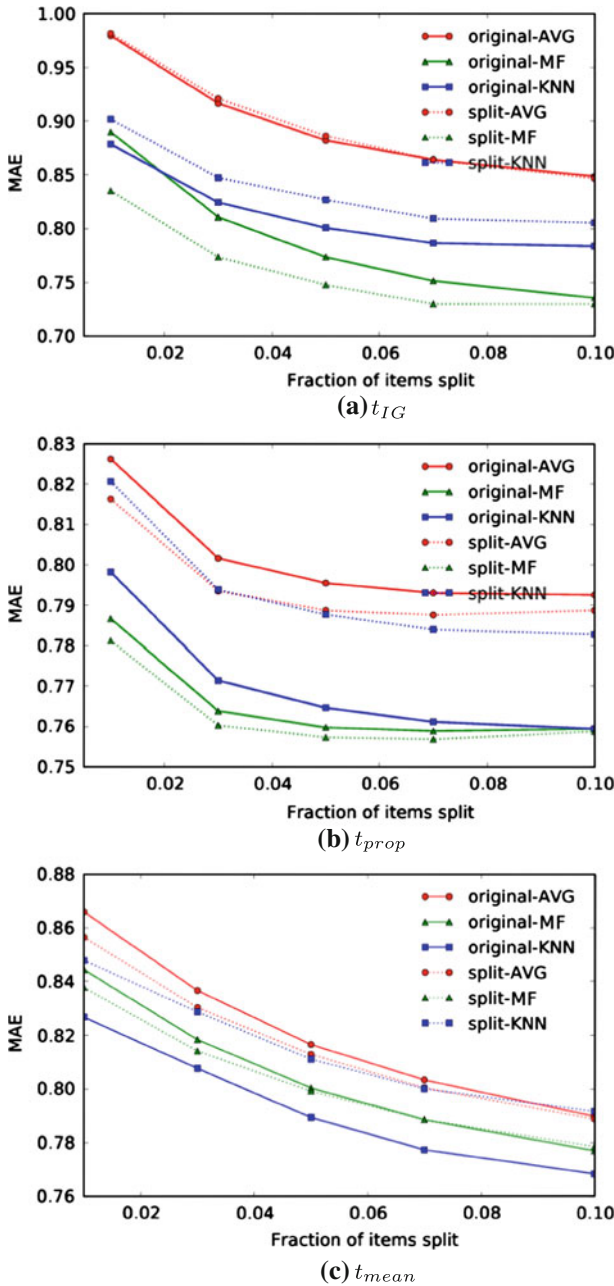 1.00
0.95
0.90
0.85
0.80
0.75
0.70
MAE
original-AVG
original-MF
original-KNN
split-AVG
split-MF
split-KNN
0.02 0.04 0.06 0.08 0.10
Fraction of items split
(a) t_IG
0.83
0.82
0.81
0.80
0.79
0.78
0.77
0.76
0.75
MAE
original-AVG
original-MF
original-KNN
split-AVG
split-MF
split-KNN
0.02 0.04 0.06 0.08 0.10
Fraction of items split
(b) t_prop
0.88
0.86
0.84
0.82
0.80
0.78
0.76
MAE
original-AVG
original-MF
original-KNN
split-AVG
split-MF
split-KNN
0.02 0.04 0.06 0.08 0.10
Fraction of items split
(c) t_mean